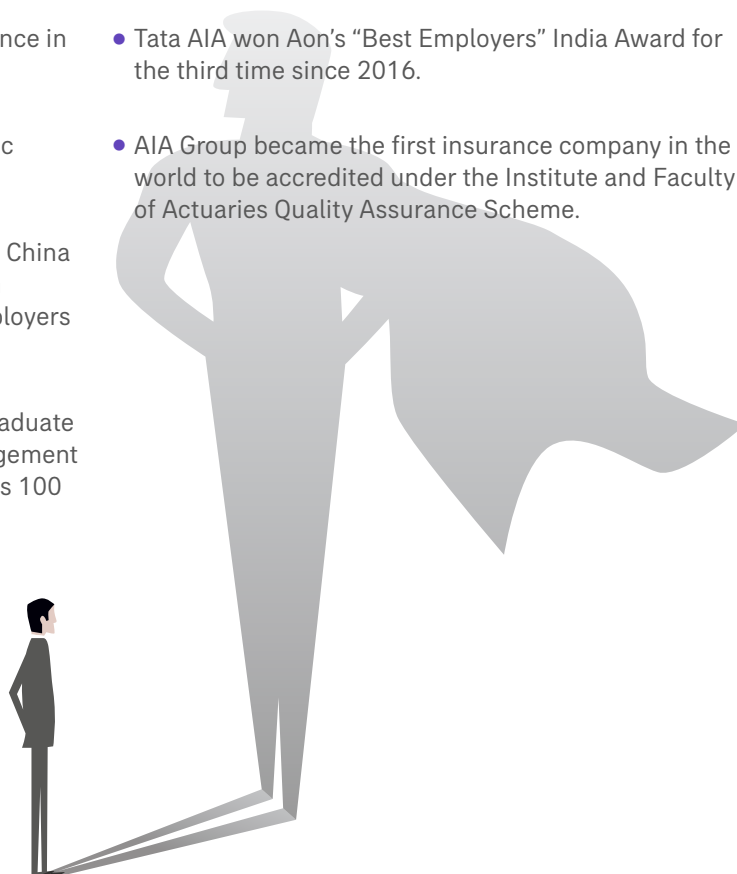 nce in
c
China
ployers
aduate
gement
s 100
• Tata AIA won Aon’s “Best Employers” India Award for
the third time since 2016.
• AIA Group became the first insurance company in the
world to be accredited under the Institute and Faculty
of Actuaries Quality Assurance Scheme.